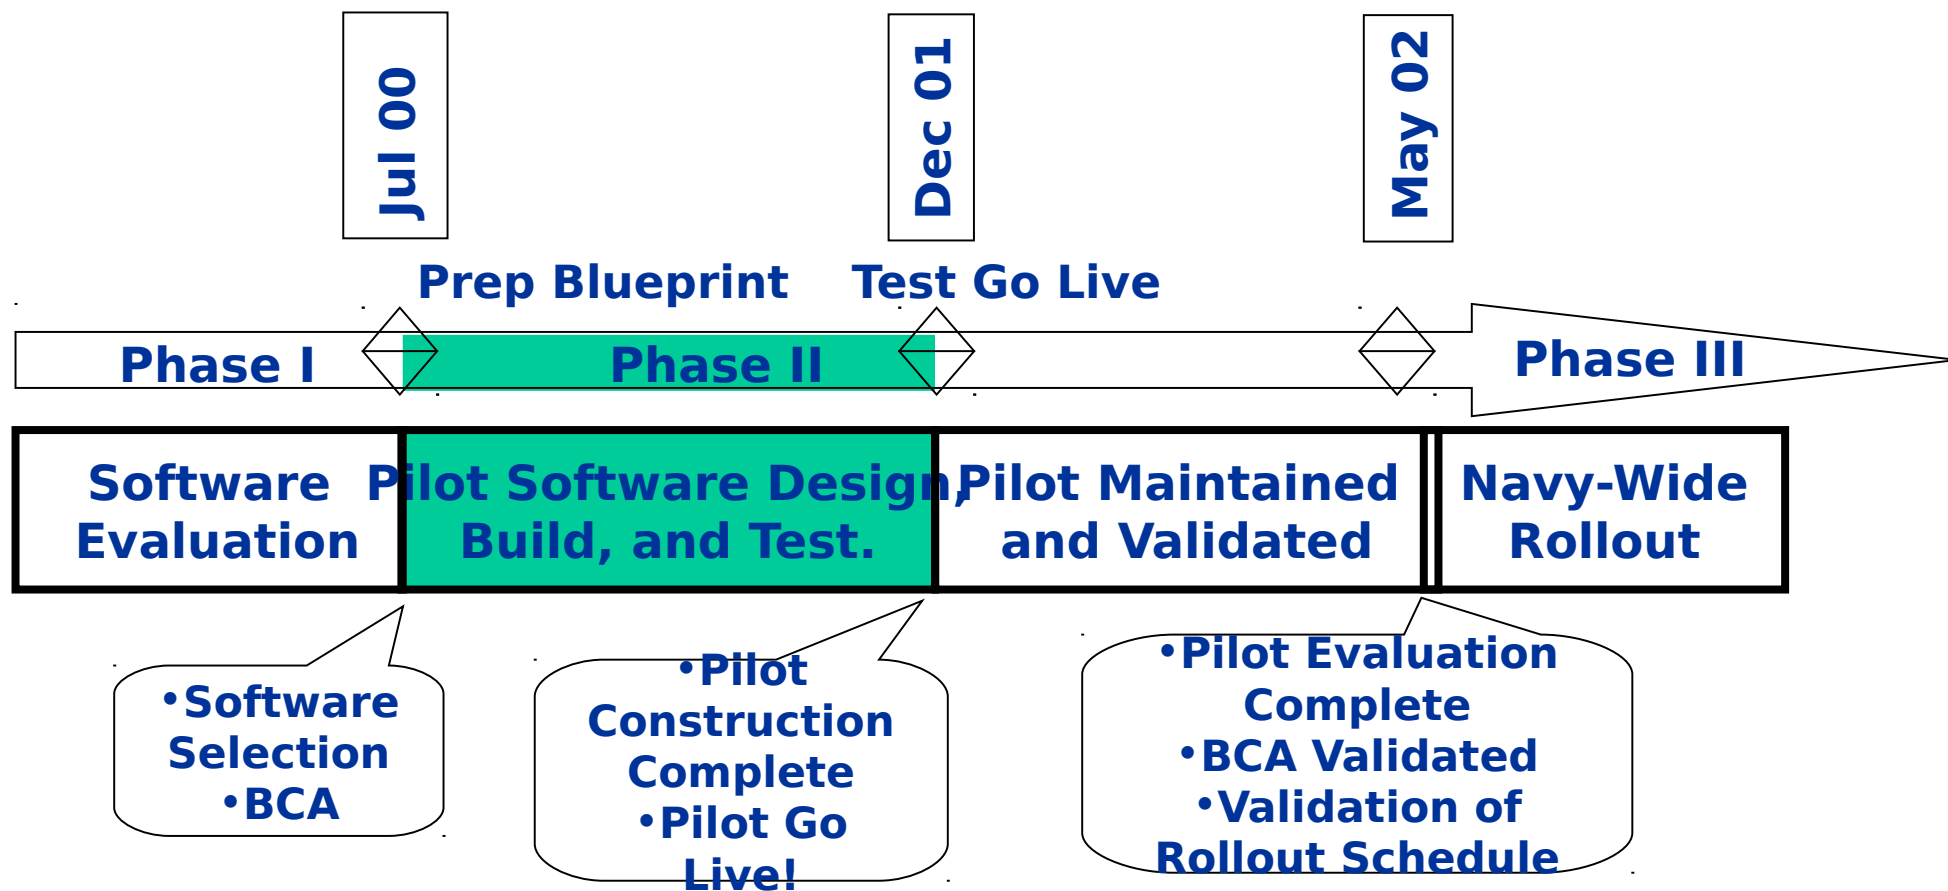 Jul 00
Dec 01
May 02
Prep Blueprint
Test Go Live
Phase I
Phase II
Phase III
Software
Evaluation
Pilot Software Design,
Build, and Test.
Pilot Maintained
and Validated
Navy-Wide
Rollout
•Software
Selection
•BCA
•Pilot
Construction
Complete
•Pilot Go
Live!
•Pilot Evaluation
Complete
•BCA Validated
•Validation of
Rollout Schedule